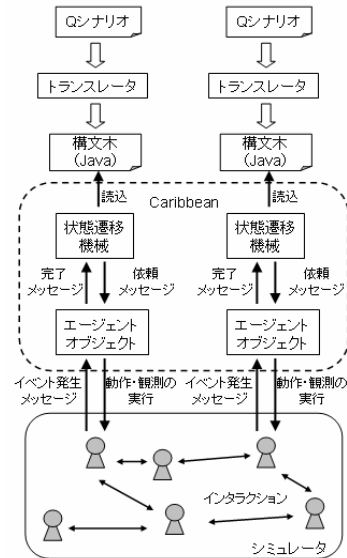 Qシナリオ Qシナリオ
トランスレータ トランスレータ
構文木 構文木
(Java) (Java)
読込 Caribbean 読込
状態遷移 状態遷移
機械 機械
完了 依頼 完了 依頼
メッセージ メッセージ メッセージ メッセージ
エージェント エージェント
オブジェクト オブジェクト
イベント発生 動作・観測の イベント発生 動作・観測の
メッセージ 実行 メッセージ 実行
インタラクション
シミュレータ